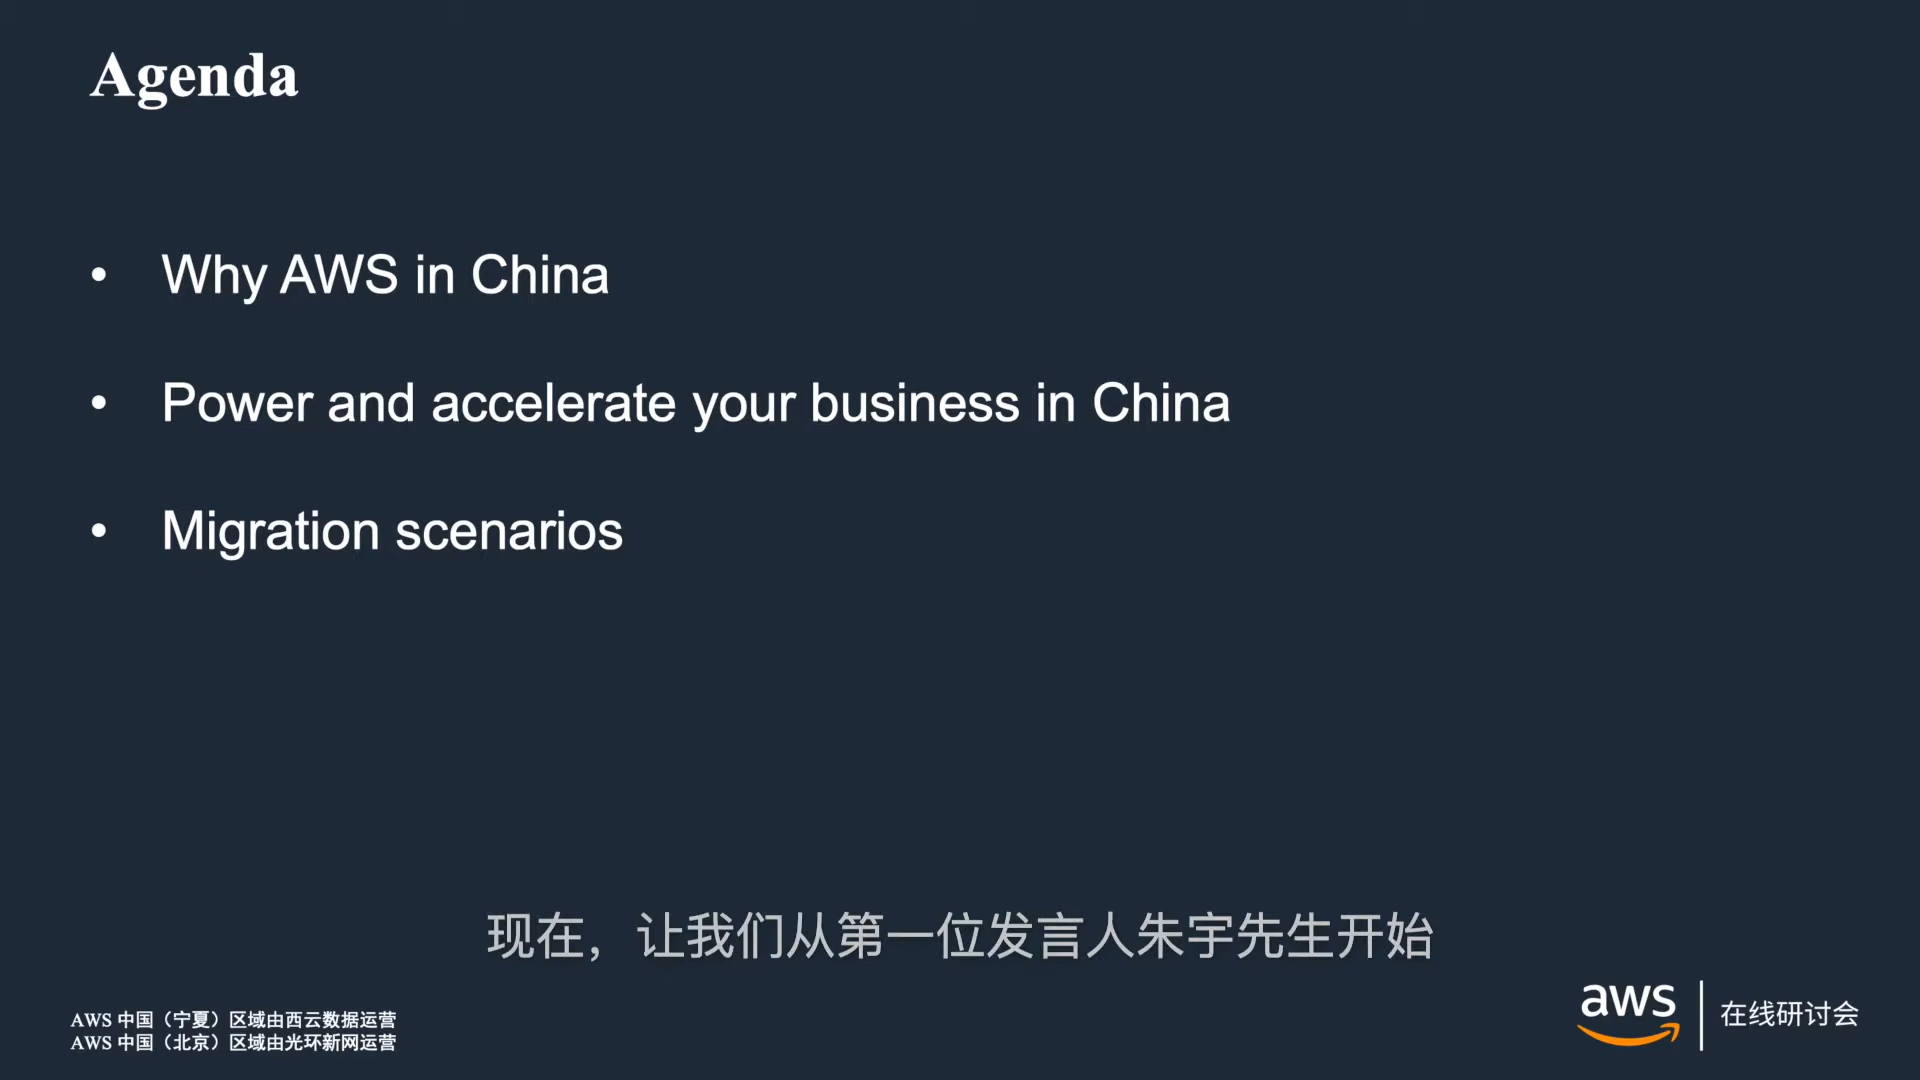 Agenda
• Why AWS in China
• Power and accelerate your business in China
• Migration scenarios
现在，让我们从第一位发言人朱宇先生开始
AWS 中国（宁夏）区域由西云数据运营
AWS 中国（北京）区域由光环新网运营
aws
在线研讨会